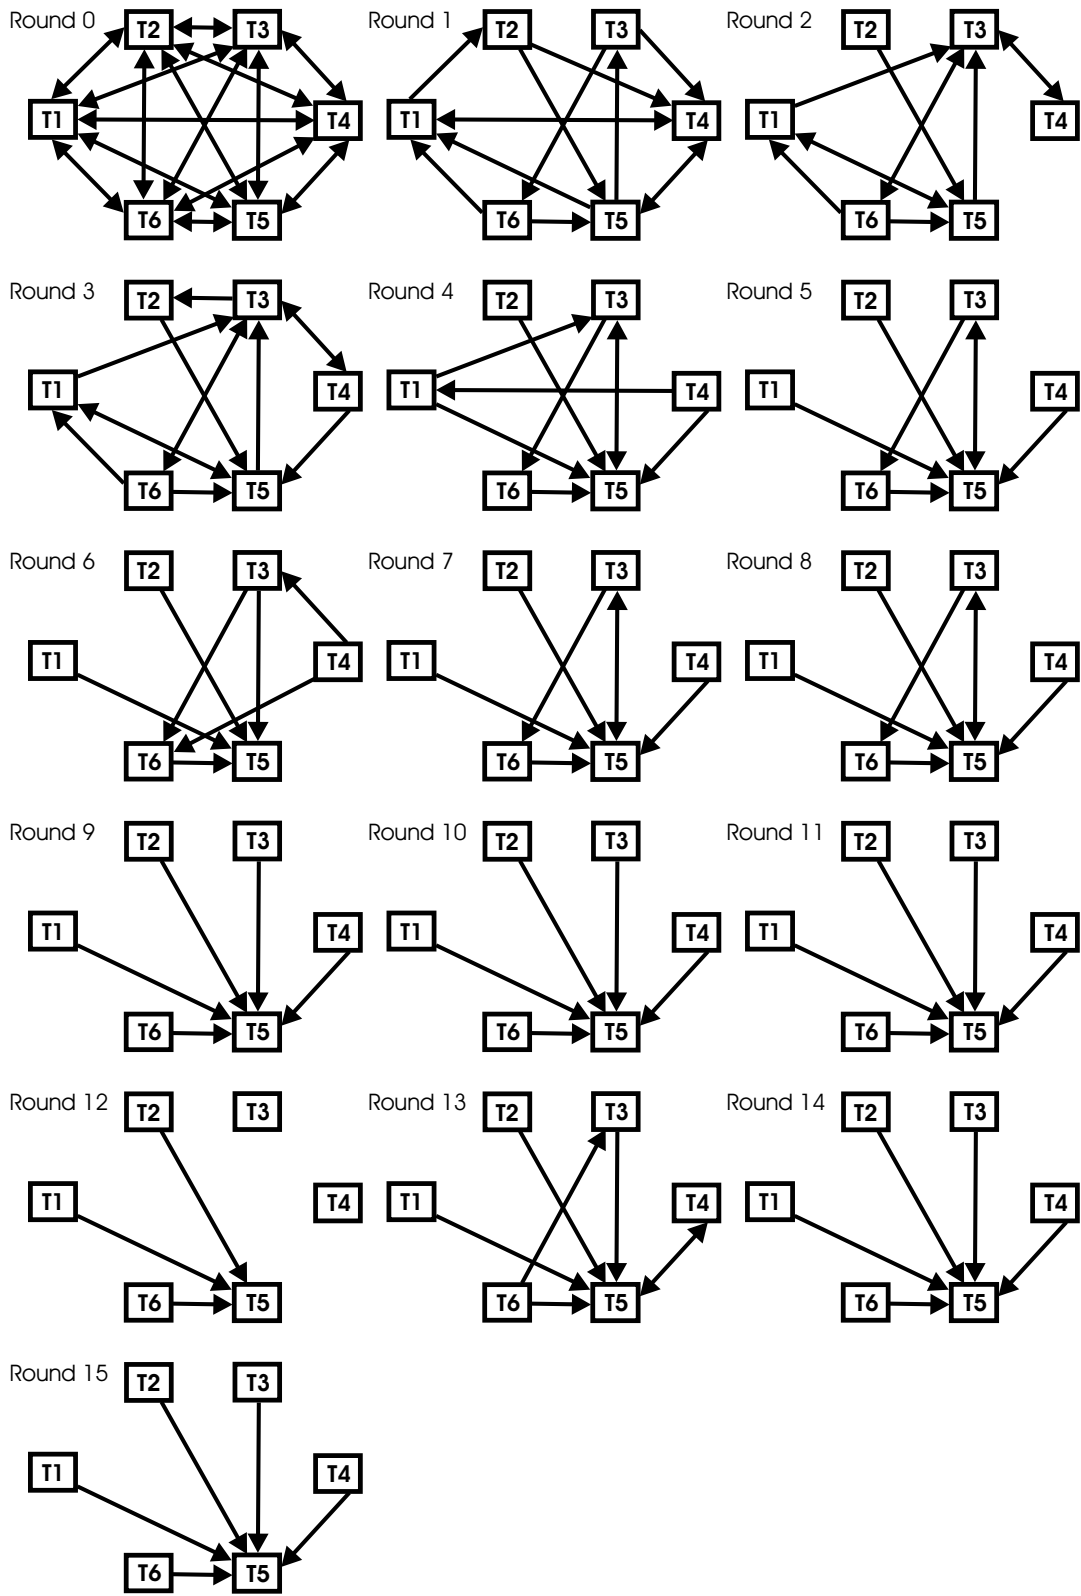 Round 0 T2 T3 Round 1 T2 T3 Round 2 T2 T3
T1 T4 T1 T4 T1 T4
T6 T5 T6 T5 T6 T5
Round 3 T2 T3 Round 4 T2 T3 Round 5 T2 T3
T1 T4 T1 T4 T1 T4
T6 T5 T6 T5 T6 T5
Round 6 T2 T3 Round 7 T2 T3 Round 8 T2 T3
T1 T4 T1 T4 T1 T4
T6 T5 T6 T5 T6 T5
Round 9 T2 T3 Round 10 T2 T3 Round 11 T2 T3
T1 T4 T1 T4 T1 T4
T6 T5 T6 T5 T6 T5
Round 12 T2 T3 Round 13 T2 T3 Round 14 T2 T3
T1 T4 T1 T4 T1 T4
T6 T5 T6 T5 T6 T5
Round 15 T2 T3
T1 T4
T6 T5